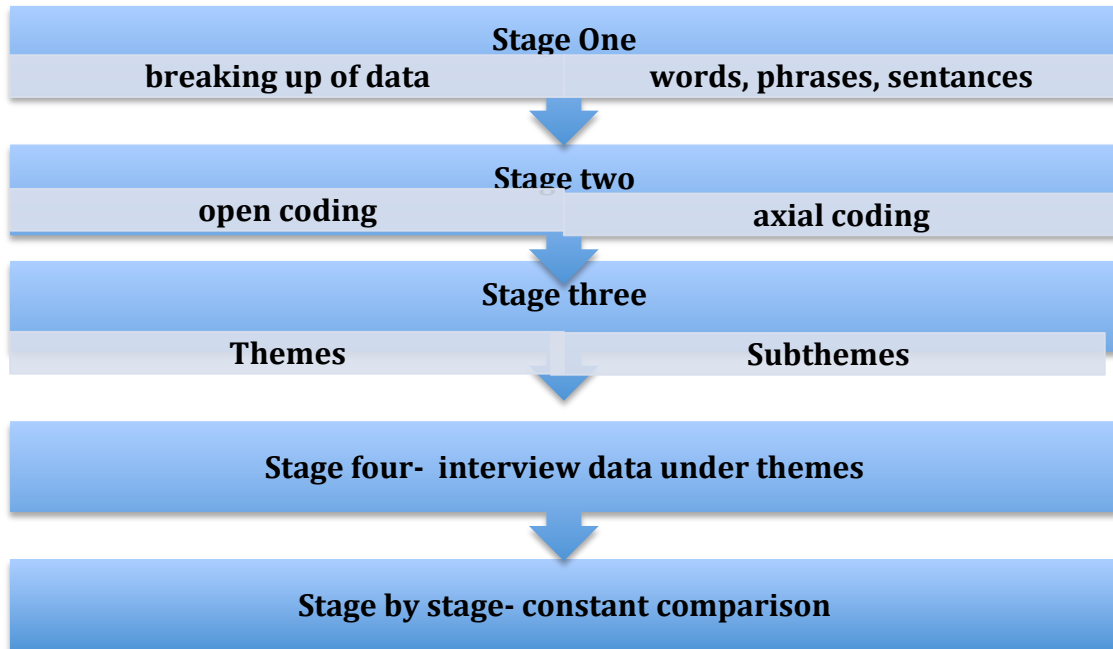 Stage One
breaking up of data
words, phrases, sentances
Stage two
open coding
axial coding
Stage three
Themes
Subthemes
Stage four- interview data under themes
Stage by stage- constant comparison